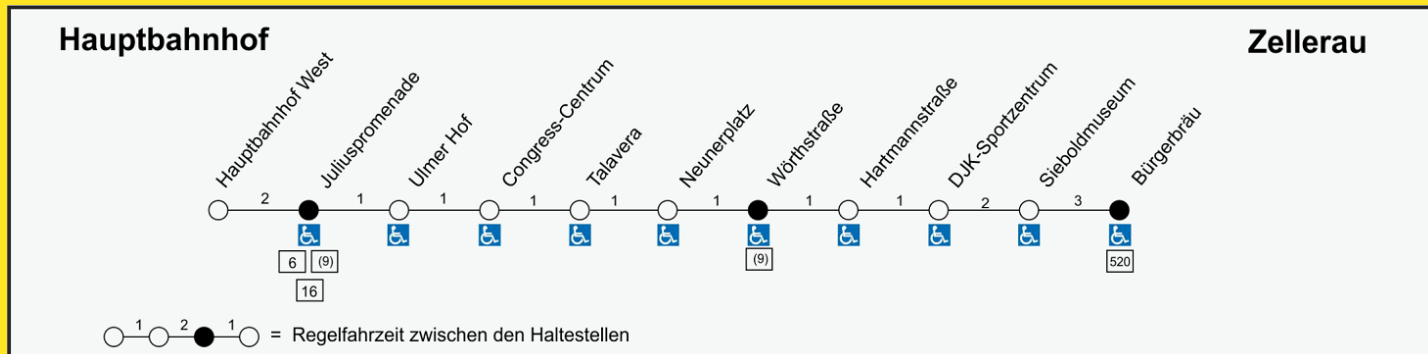 Hauptbahnhof
Zellerau
Hauptbahnhof West
Juliuspromenade
Ulmer Hof
Congress-Centrum
Talavera
Neunerplatz
Wörthstraße
Hartmannstraße
DJK-Sportzentrum
Sieboldmuseum
Bürgerbräu
2 1 1 1 1 1 1 1 2 3
6 (9) (9) 520
16
1 2 1 = Regelfahrzeit zwischen den Haltestellen